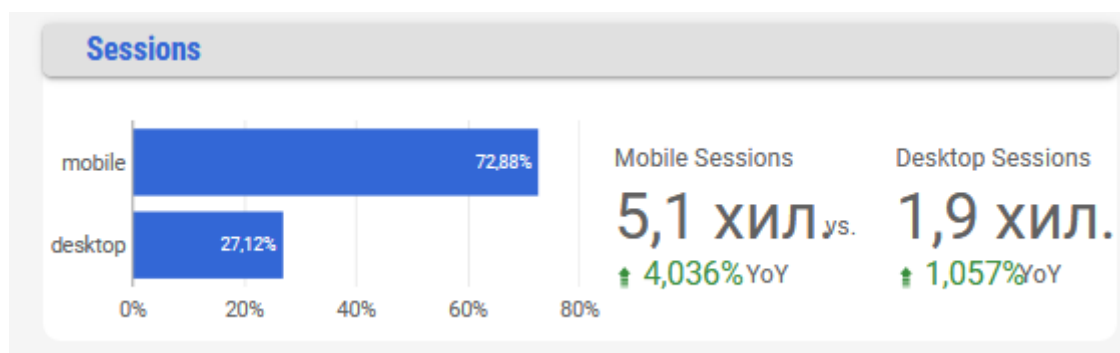 Sessions
mobile
72,88%
desktop
27,12%
0% 20% 40% 60% 80%
Mobile Sessions
5,1 хил. vs.
4,036% YoY
Desktop Sessions
1,9 хил.
1,057% YoY